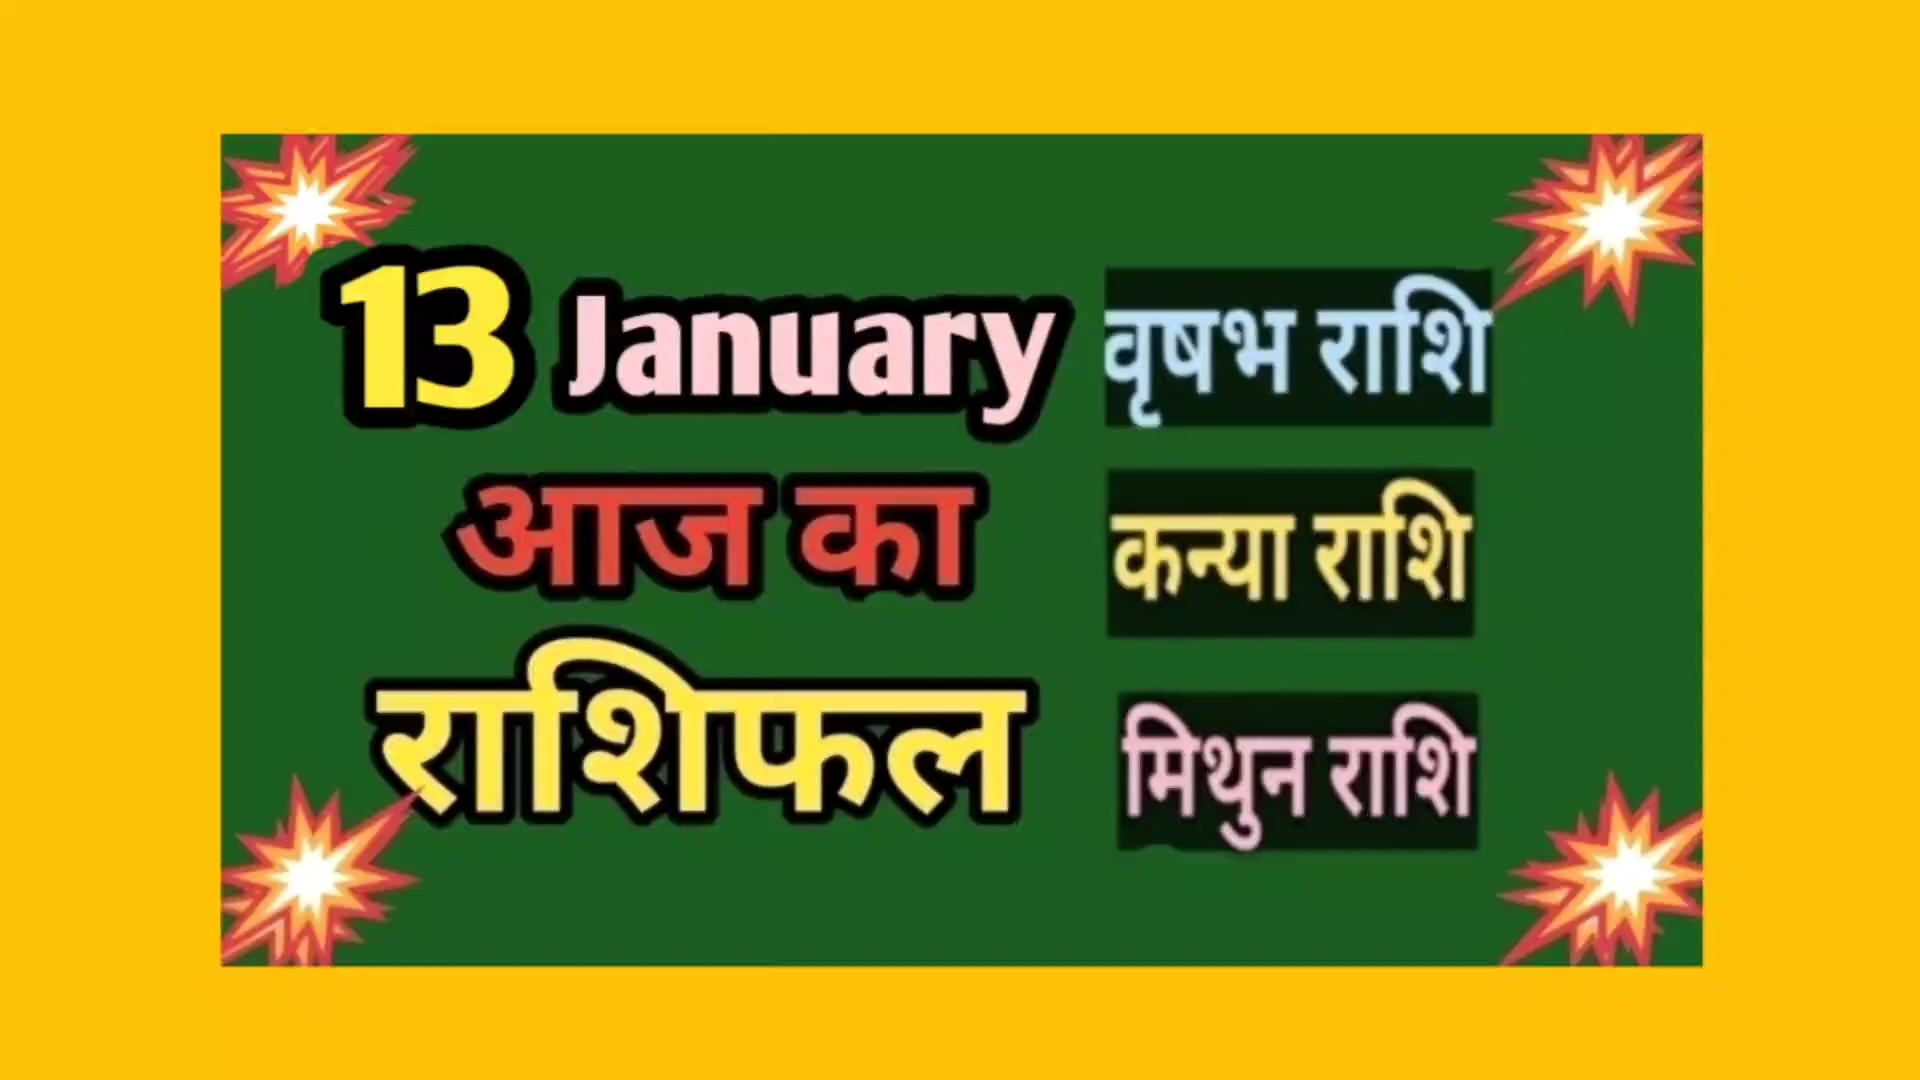 13 January
आज का
राशिफल
वृषभ राशि
कन्या राशि
मिथुन राशि